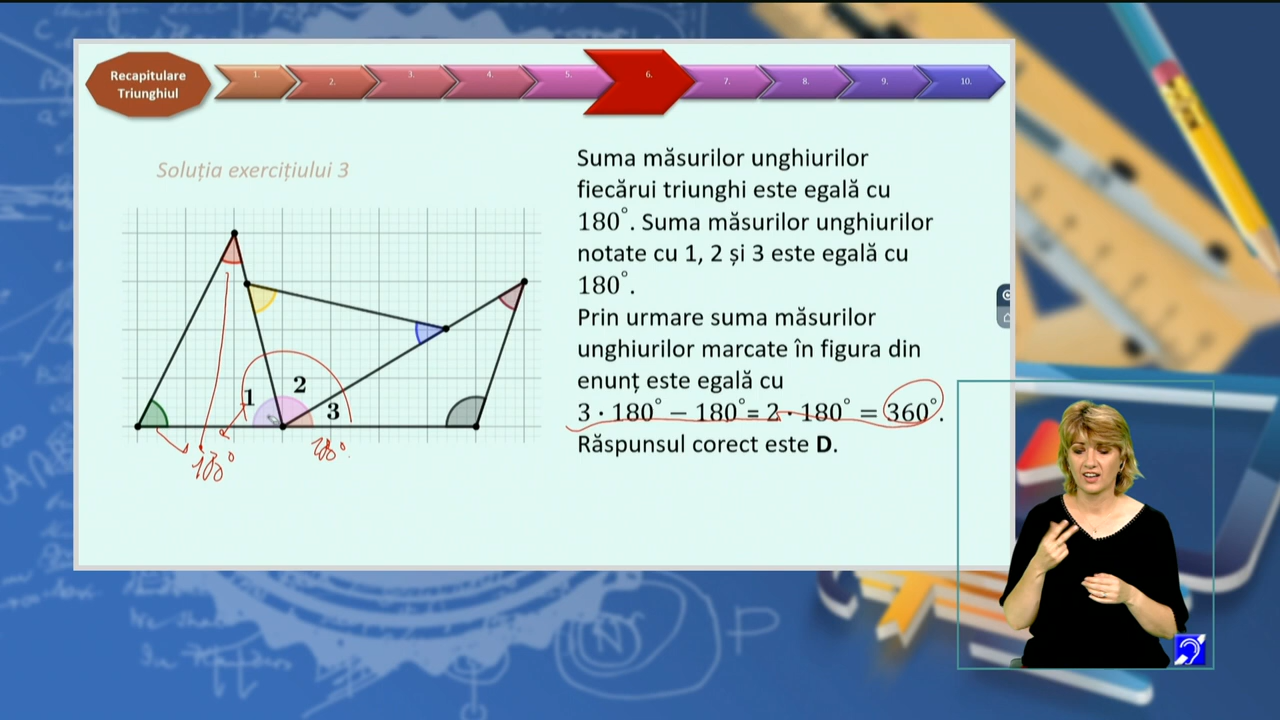 Recapitulare
Triunghiul
1.
2.
3.
4.
5.
6.
7.
8.
9.
10.
Soluția exercițiului 3
1
2
3
180°
180°
Suma măsurilor unghiurilor
fiecărui triunghi este egală cu
180°. Suma măsurilor unghiurilor
notate cu 1, 2 și 3 este egală cu
180°.
Prin urmare suma măsurilor
unghiurilor marcate în figura din
enunț este egală cu
3 · 180° − 180° = 2 · 180° = 360°.
Răspunsul corect este D.
N
P